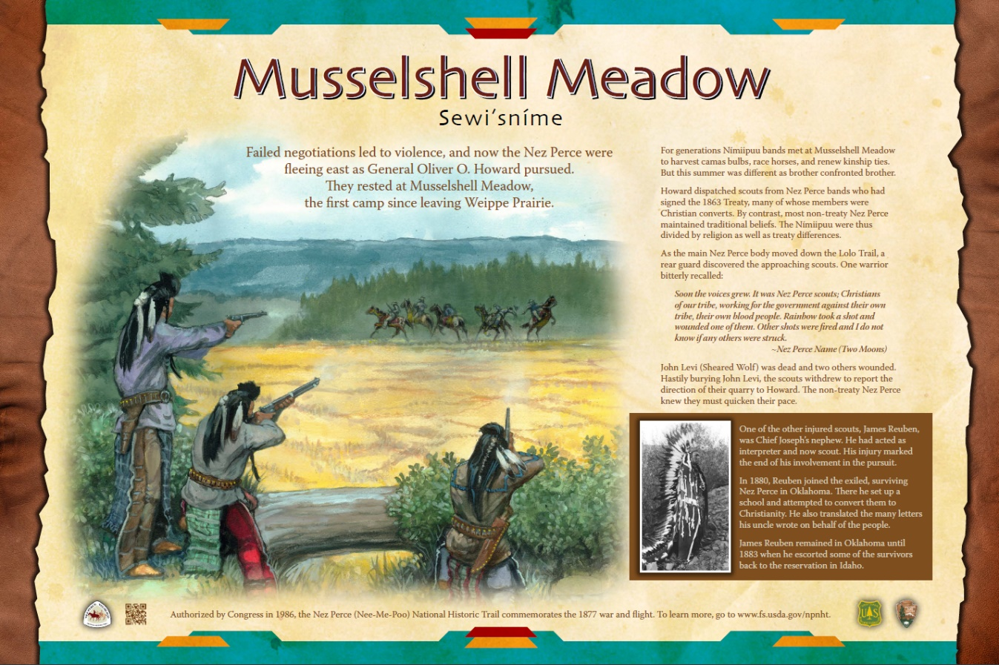 Musselshell Meadow
Sewi'sníme
Failed negotiations led to violence, and now the Nez Perce were
fleeing east as General Oliver O. Howard pursued.
They rested at Musselshell Meadow,
the first camp since leaving Weippe Prairie.
For generations Nimiipuu bands met at Musselshell Meadow
to harvest camas bulbs, race horses, and renew kinship ties.
But this summer was different as brother confronted brother.
Howard dispatched scouts from Nez Perce bands who had
signed the 1863 Treaty, many of whose members were
Christian converts. By contrast, most non-treaty Nez Perce
maintained traditional beliefs. The Nimiipuu were thus
divided by religion as well as treaty differences.
As the main Nez Perce body moved down the Lolo Trail, a
rear guard discovered the approaching scouts. One warrior
bitterly recalled:
Soon the voices grew. It was Nez Perce scouts; Christians
of our tribe, working for the government against their own
tribe, their own blood people. Rainbow took a shot and
wounded one of them. Other shots were fired and I do not
know if any others were struck.
~Nez Perce Name (Two Moons)
John Levi (Sheared Wolf) was dead and two others wounded.
Hastily burying John Levi, the scouts withdrew to report the
direction of their quarry to Howard. The non-treaty Nez Perce
knew they must quicken their pace.
One of the other injured scouts, James Reuben,
was Chief Joseph's nephew. He had acted as
interpreter and now scout. His injury marked
the end of his involvement in the pursuit.
In 1880, Reuben joined the exiled, surviving
Nez Perce in Oklahoma. There he set up a
school and attempted to convert them to
Christianity. He also translated the many letters
his uncle wrote on behalf of the people.
James Reuben remained in Oklahoma until
1883 when he escorted some of the survivors
back to the reservation in Idaho.
Authorized by Congress in 1986, the Nez Perce (Nee-Me-Poo) National Historic Trail commemorates the 1877 war and flight. To learn more, go to www.fs.usda.gov/npnht.
U S